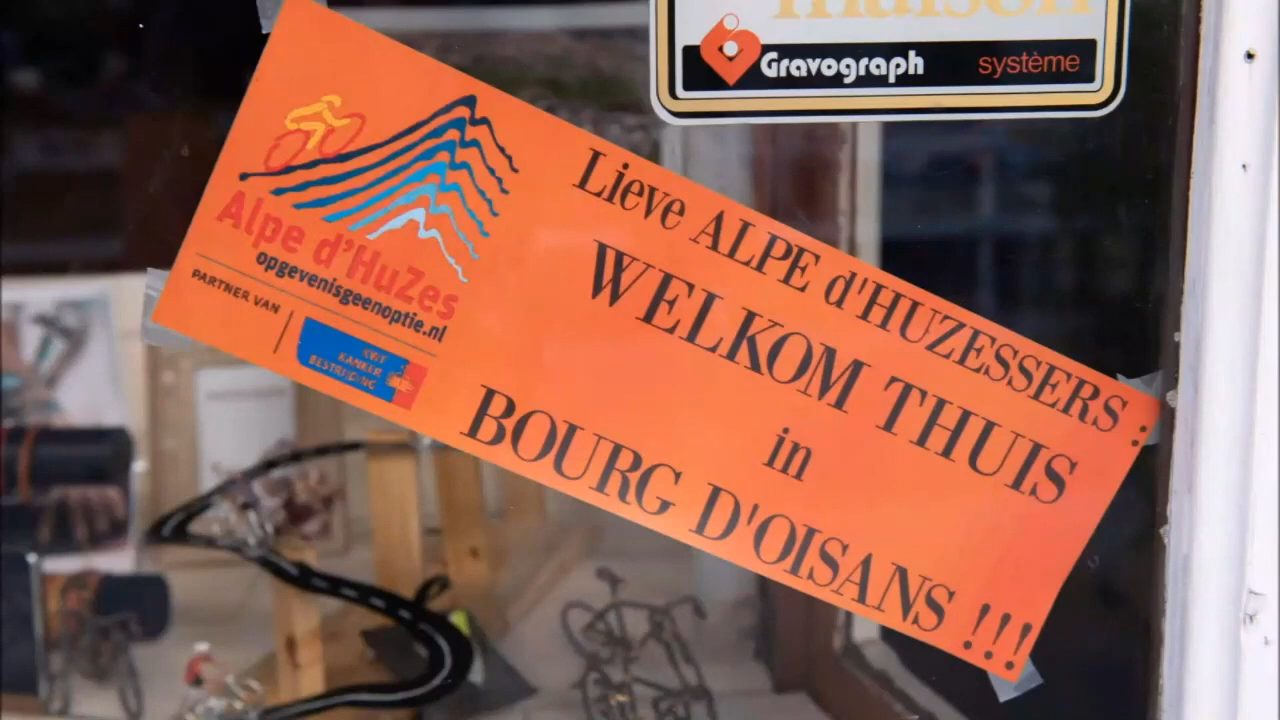 maison
Gravograph système
Alpe d'HuZes
opgevenisgeenoptie.nl
PARTNER VAN
KWF
KANKER
BESTRIJDING
Lieve ALPE d'HUZESSERS :
WELKOM THUIS
in
BOURG D'OISANS !!!